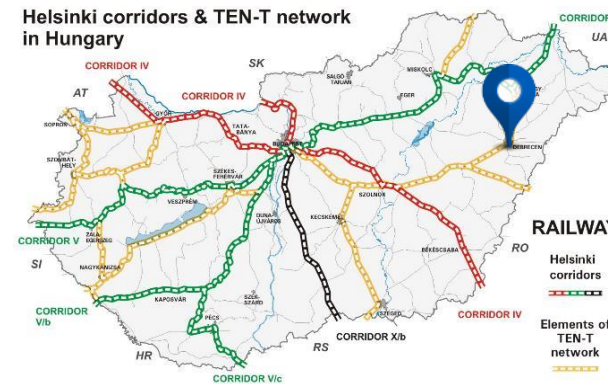 Helsinki corridors & TEN-T network
in Hungary
CORRIDOR
UA
SK
CORRIDOR IV
AT
MISKOLC
SALGÓ
TARJÁN
CORRIDOR IV
EGER
SOPRON
GYŐR
TATA-
BÁNYA
DEBRECEN
SZOMBAT-
HELY
SZÉKES-
FEHÉRVÁR
SZOLNOK
VESZPRÉM
DUNA-
ÚJVÁROS
KECSKEMÉT
RAILWAY
CORRIDOR V
ZALA-
EGERSZEG
RO
BÉKÉSCSABA
Helsinki
corridors
SI
NAGYKANIZSA
KAPOSVÁR
SZEK-
SZÁRD
CORRIDOR
V/b
SZEGED
CORRIDOR IV
PÉCS
CORRIDOR X/b
Elements of
TEN-T
network
RS
HR
CORRIDOR V/c